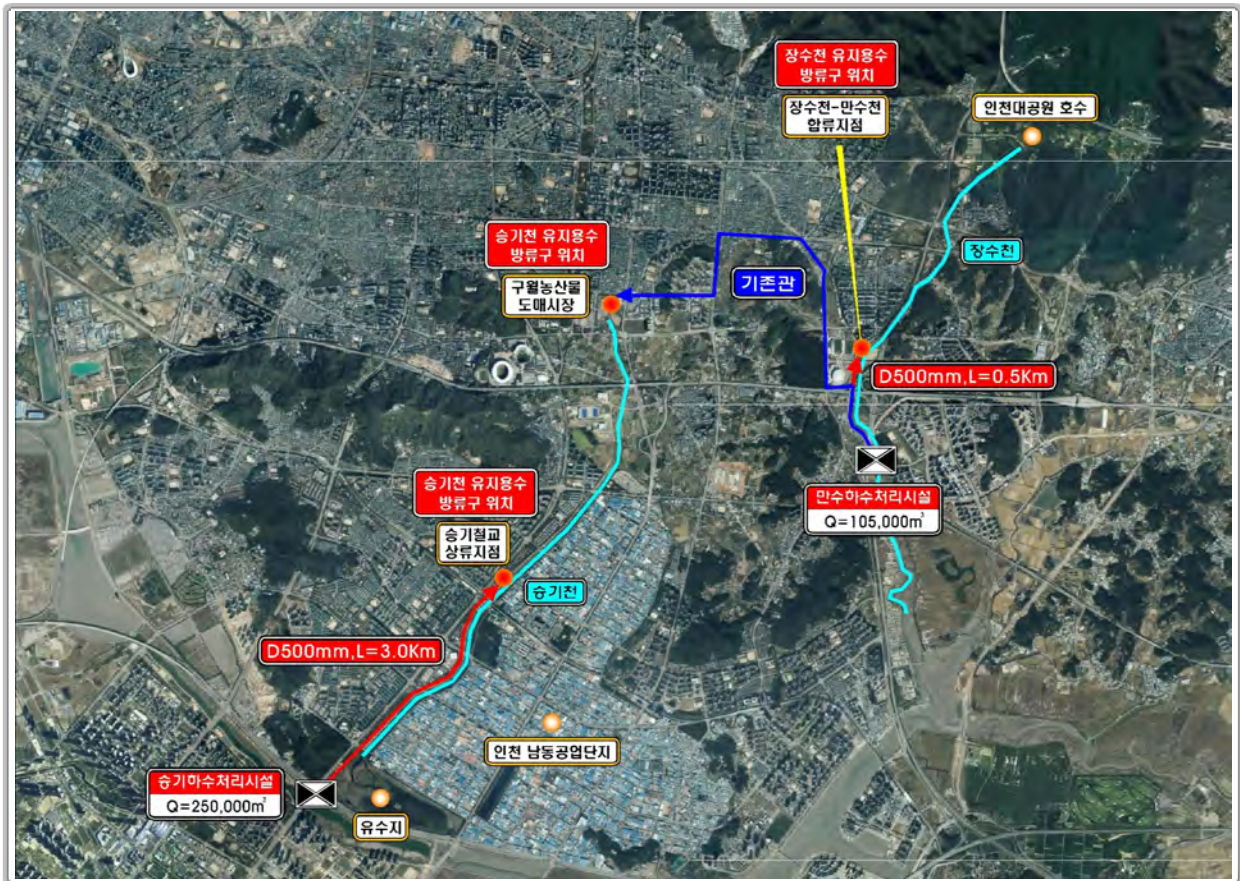 장수천 유지용수
방류구 위치
장수천-만수천
합류지점
인천대공원 호수
승기천 유지용수
방류구 위치
구월농산물
도매시장
기존관
장수천
D500mm,L=0.5Km
승기천 유지용수
방류구 위치
승기철교
상류지점
만수하수처리시설
Q=105,000m³
승기천
D500mm,L=3.0Km
인천 남동공업단지
승기하수처리시설
Q=250,000m³
유수지